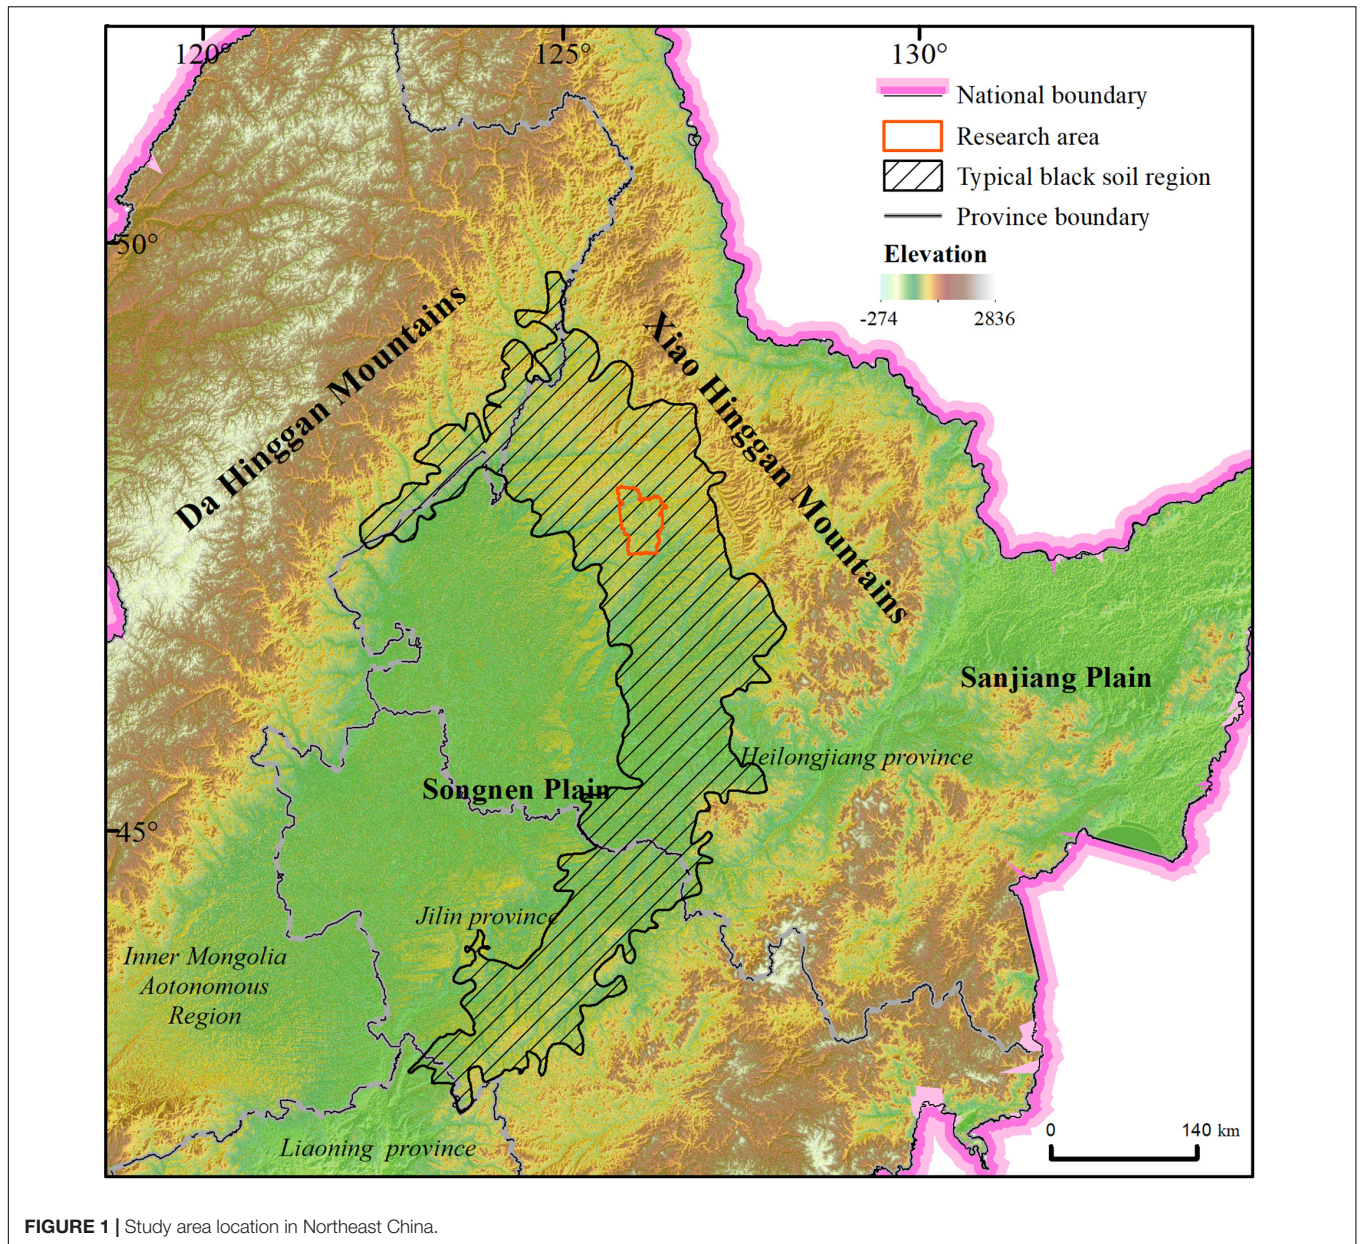 120°
125°
130°
National boundary
Research area
Typical black soil region
Province boundary
Elevation
-274
2836
50°
Da Hinggan Mountains
Xiao Hinggan Mountains
Sanjiang Plain
Heilongjiang province
Songnen Plain
45°
Jilin province
Inner Mongolia
Aotonomous
Region
Liaoning province
0
140 km
FIGURE 1 | Study area location in Northeast China.